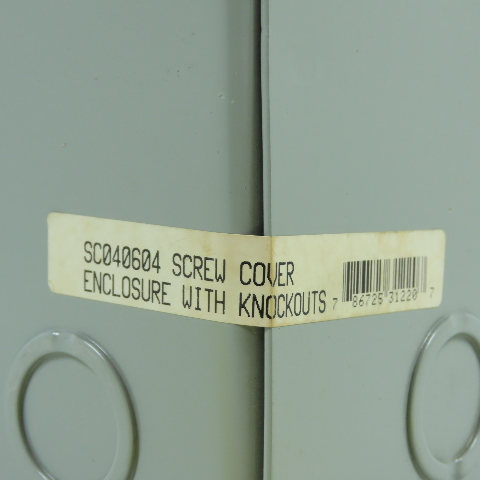 SC040604 SCREW COVER
ENCLOSURE WITH KNOCKOUTS
7 86725 31220 7